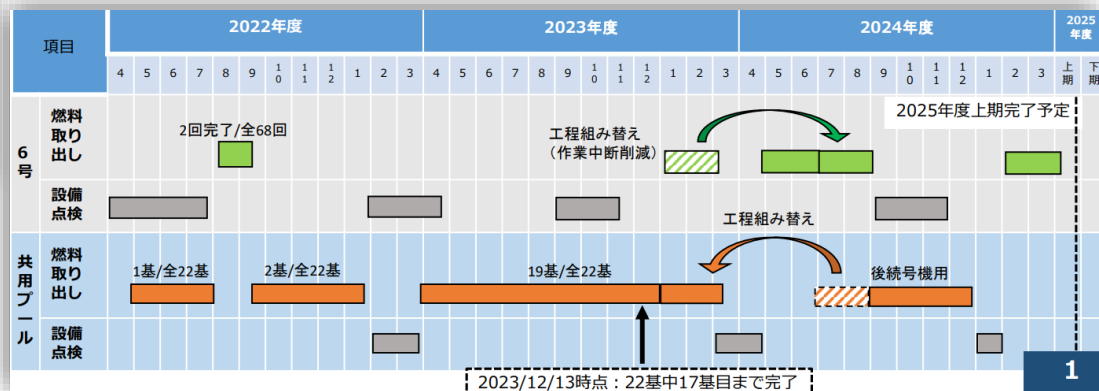 項目
2022年度
2023年度
2024年度
2025
年度
4 5 6 7 8 9 10 11 12 1 2 3 4 5 6 7 8 9 10 11 12 1 2 3 4 5 6 7 8 9 10 11 12 1 2 3 上期 下期
6号
燃料
取り
出し
2回完了/全68回
工程組み替え
(作業中断削減)
2025年度上期完了予定
設備
点検
共用プール
燃料
取り
出し
1基/全22基
2基/全22基
19基/全22基
工程組み替え
後続号機用
設備
点検
2023/12/13時点:22基中17基目まで完了
1